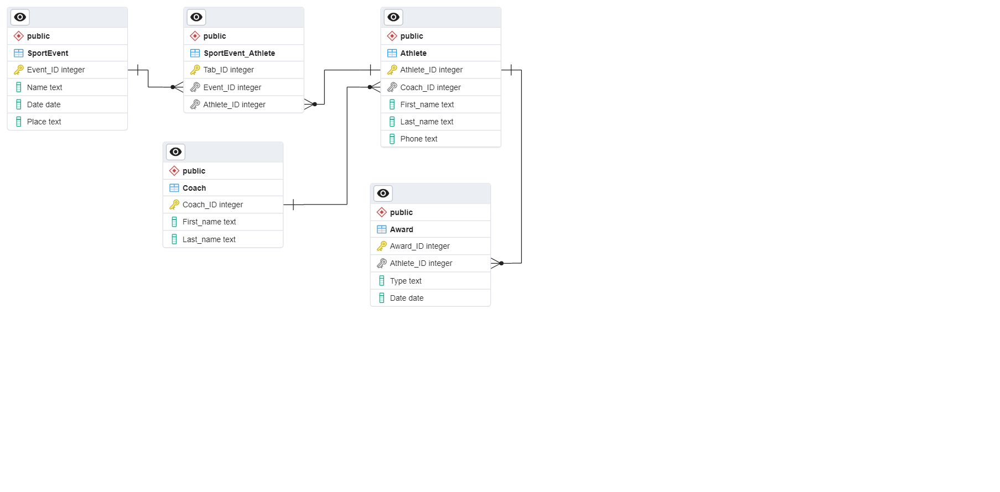 public
SportEvent
Event_ID integer
Name text
Date date
Place text
public
SportEvent_Athlete
Tab_ID integer
Event_ID integer
Athlete_ID integer
public
Athlete
Athlete_ID integer
Coach_ID integer
First_name text
Last_name text
Phone text
public
Coach
Coach_ID integer
First_name text
Last_name text
public
Award
Award_ID integer
Athlete_ID integer
Type text
Date date